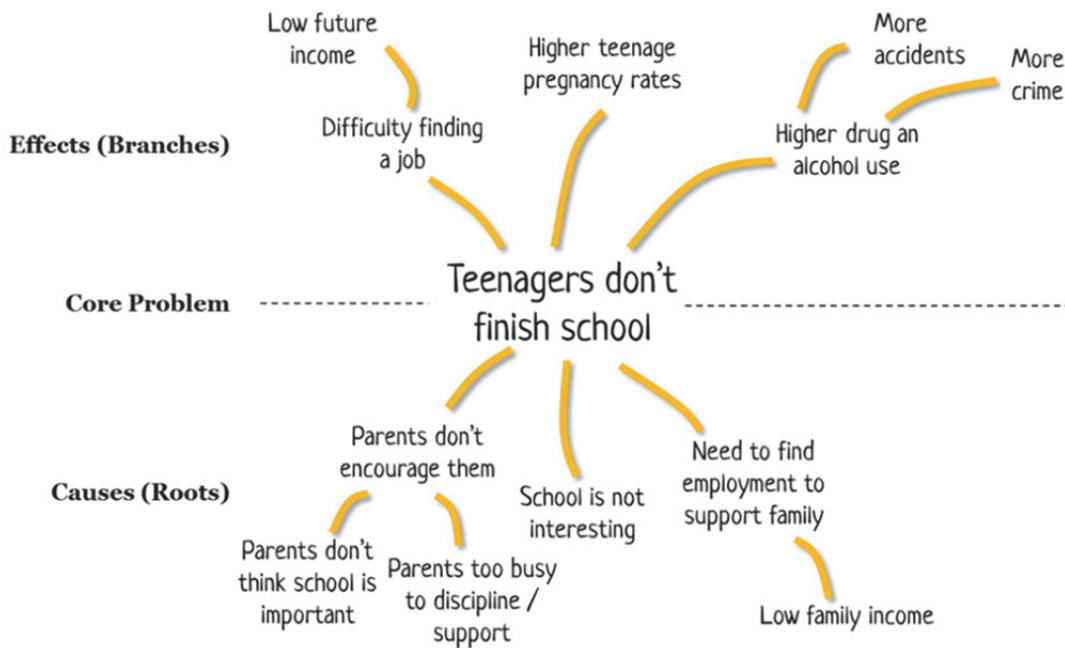 Low future
income
Higher teenage
pregnancy rates
More
accidents
More
crime
Effects (Branches)
Difficulty finding
a job
Higher drug an
alcohol use
Core Problem
Teenagers don't
finish school
Causes (Roots)
Parents don't
encourage them
School is not
interesting
Need to find
employment to
support family
Parents don't
think school is
important
Parents too busy
to discipline /
support
Low family income